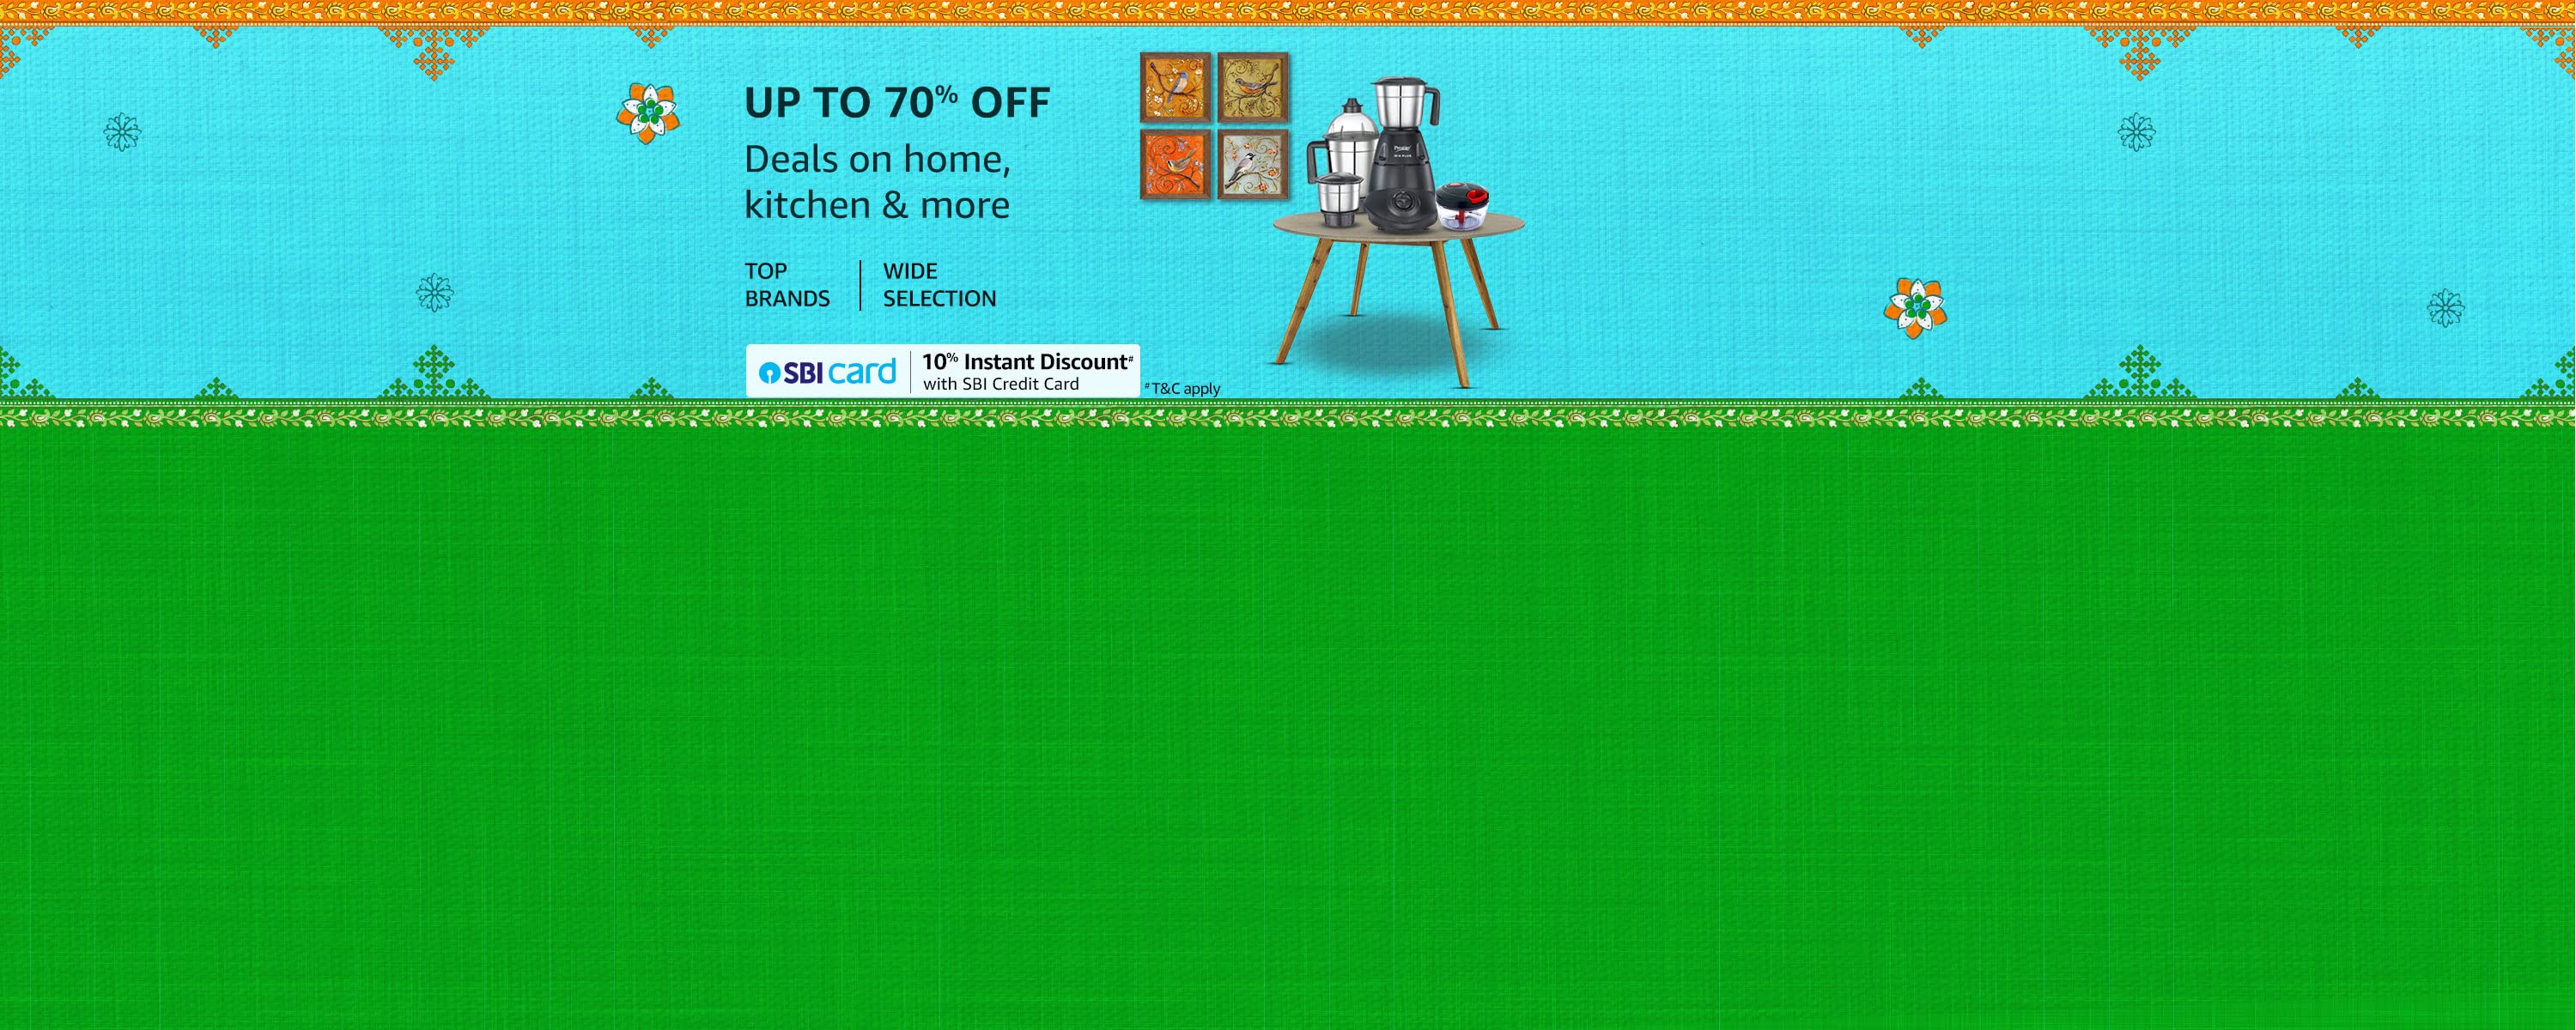 UP TO 70% OFF
Deals on home,
kitchen & more
TOP
BRANDS
WIDE
SELECTION
SBI card
10% Instant Discount#
with SBI Credit Card
#T&C apply
Prestige